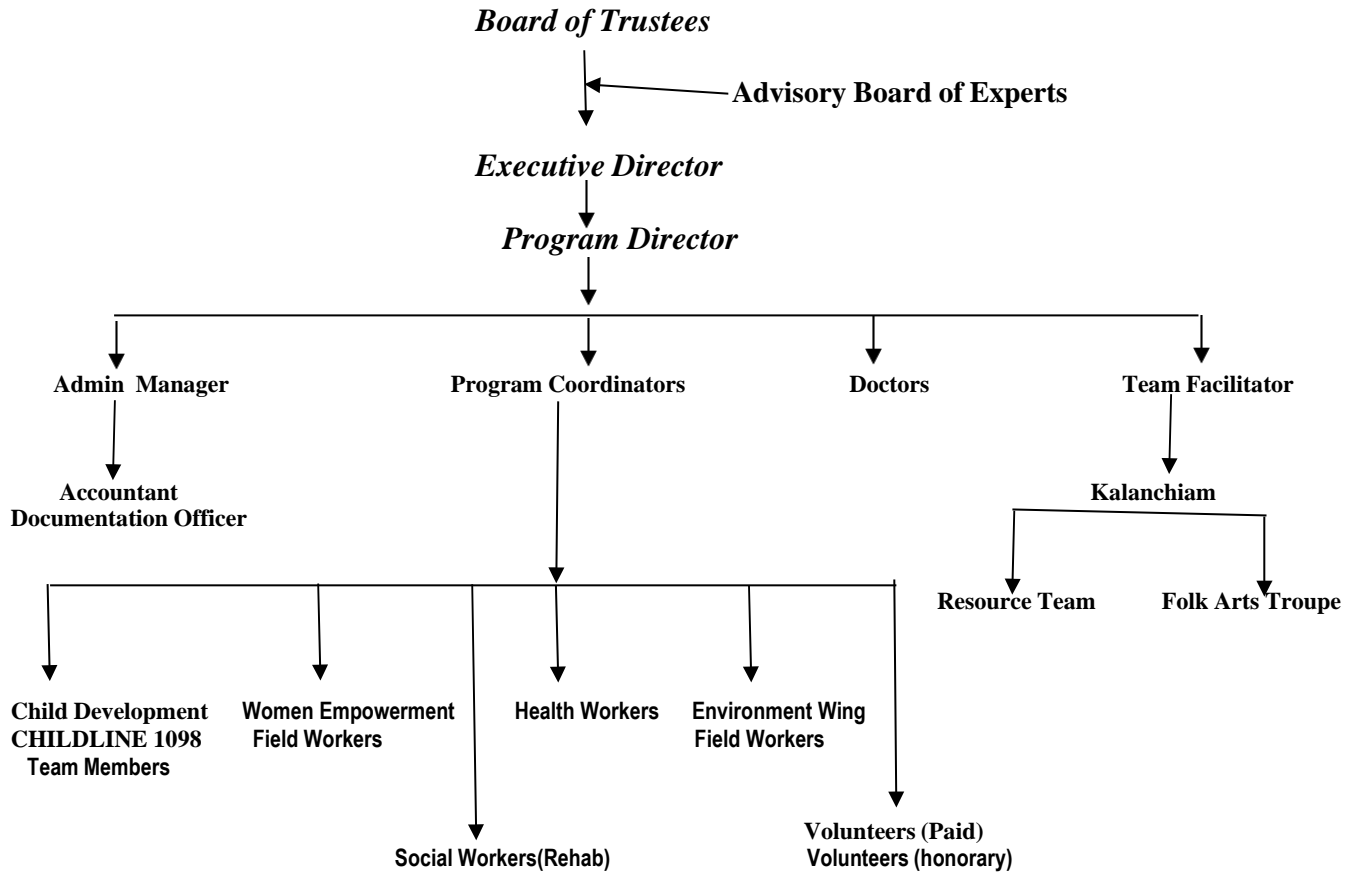 Board of Trustees
Advisory Board of Experts
Executive Director
Program Director
Admin Manager
Program Coordinators
Doctors
Team Facilitator
Accountant
Documentation Officer
Kalanchiam
Resource Team
Folk Arts Troupe
Child Development
CHILDLINE 1098
Team Members
Women Empowerment
Field Workers
Health Workers
Environment Wing
Field Workers
Social Workers(Rehab)
Volunteers (Paid)
Volunteers (honorary)